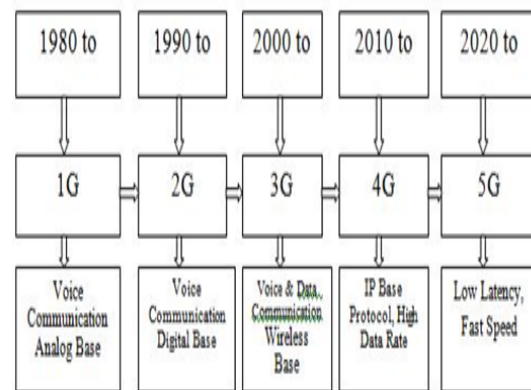 1980 to
1990 to
2000 to
2010 to
2020 to
1G
2G
3G
4G
5G
Voice
Communication
Analog Base
Voice
Communication
Digital Base
Voice & Data
Communication
Wireless
Base
IP Base
Protocol, High
Data Rate
Low Latency,
Fast Speed